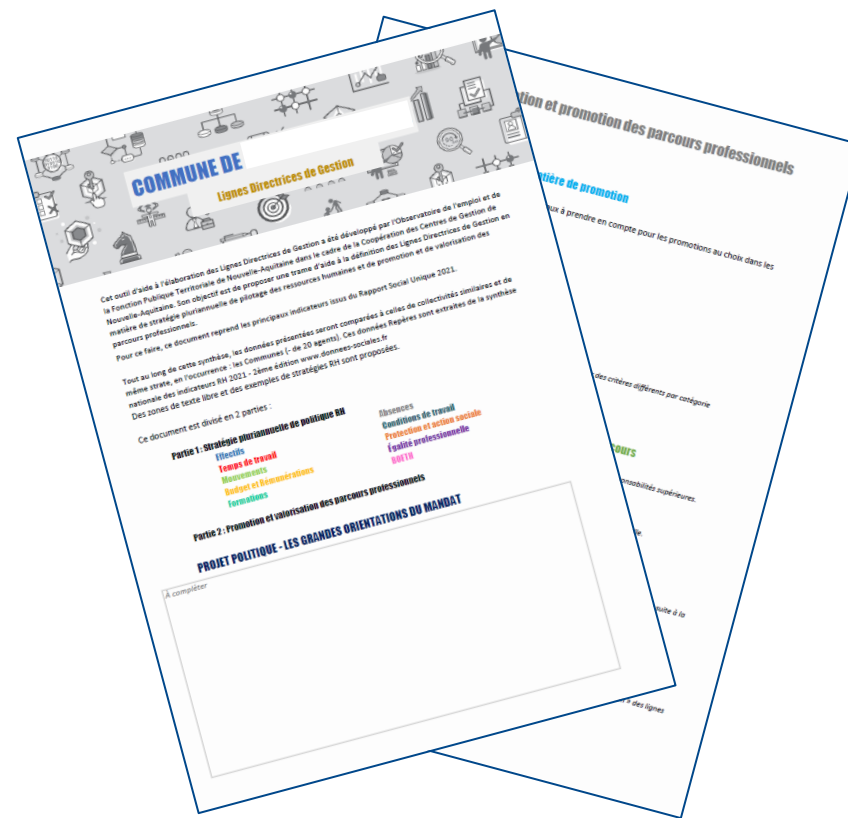 COMMUNE DE
Lignes Directrices de Gestion
Cet outil d'aide à l'élaboration des Lignes Directrices de Gestion a été développé par l'Observatoire de l'emploi et de
la Fonction Publique Territoriale de Nouvelle-Aquitaine dans le cadre de la Coopération des Centres de Gestion de
Nouvelle-Aquitaine. Son objectif est de proposer une trame d'aide à la définition des Lignes Directrices de Gestion en
matière de stratégie pluriannuelle de pilotage des ressources humaines et de promotion et de valorisation des
parcours professionnels.
Pour ce faire, ce document reprend les principaux indicateurs issus du Rapport Social Unique 2021.
Tout au long de cette synthèse, les données présentées seront comparées à celles de collectivités similaires et de
même strate, en l'occurrence : les Communes (- de 20 agents). Ces données Repères sont extraites de la synthèse
nationale des indicateurs RH 2021 - 2ème édition www.donnees-sociales.fr
Des zones de texte libre et des exemples de stratégies RH sont proposées.
Ce document est divisé en 2 parties :
Partie 1 : Stratégie pluriannuelle de politique RH
Effectifs
Temps de travail
Mouvements
Budget et Rémunérations
Formations
Absences
Conditions de travail
Protection et action sociale
Égalité professionnelle
BOETH
Partie 2 : Promotion et valorisation des parcours professionnels
PROJET POLITIQUE - LES GRANDES ORIENTATIONS DU MANDAT
À compléter
tion et promotion des parcours professionnels
tière de promotion
aux à prendre en compte pour les promotions au choix dans les
des critères différents par catégorie
ours
onsabilités supérieures.
lle.
suite à la
» des lignes